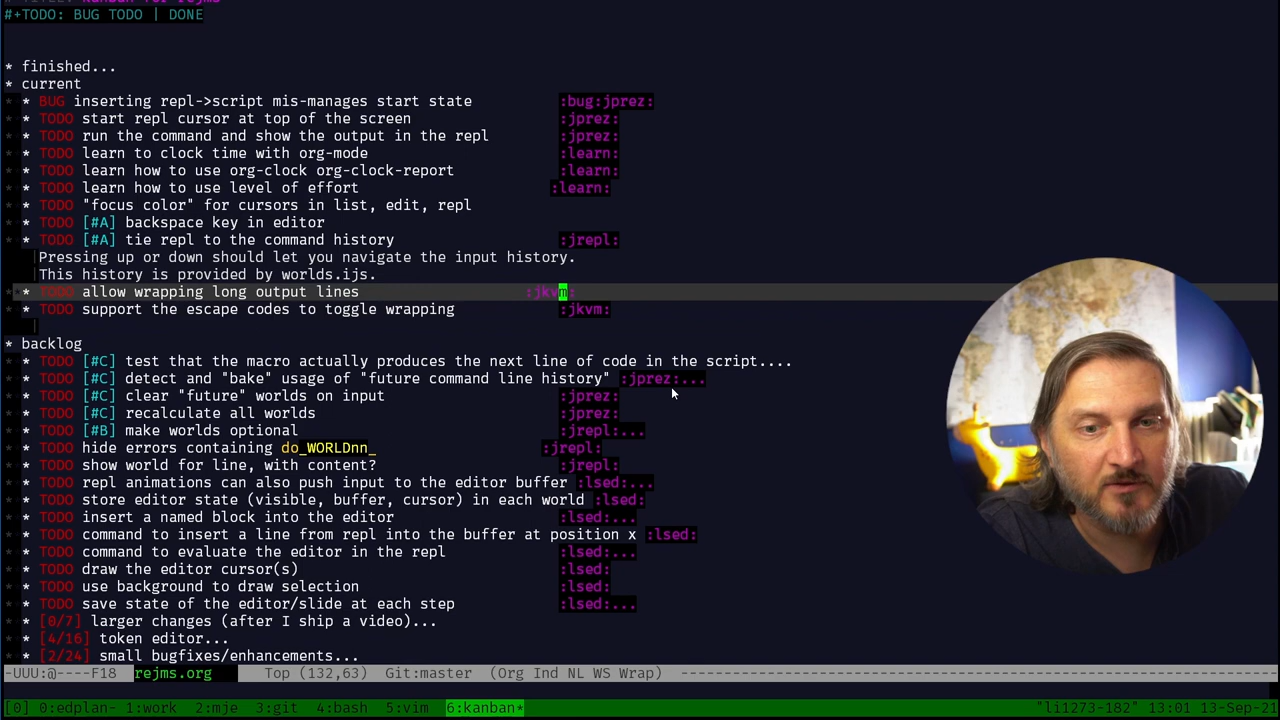 # TITLE: kanban for rejms
#+TODO: BUG TODO | DONE
* finished...
* current
* * BUG inserting repl->script mis-manages start state :bug:jprez:
* * TODO start repl cursor at top of the screen :jprez:
* * TODO run the command and show the output in the repl :jprez:
* * TODO learn to clock time with org-mode :learn:
* * TODO learn how to use org-clock org-clock-report :learn:
* * TODO learn how to use level of effort :learn:
* * TODO "focus color" for cursors in list, edit, repl
* * TODO [#A] backspace key in editor
* * TODO [#A] tie repl to the command history :jrepl:
Pressing up or down should let you navigate the input history.
This history is provided by worlds.ijs.
* * TODO allow wrapping long output lines :jkvm:
* * TODO support the escape codes to toggle wrapping :jkvm:
* backlog
* * TODO [#C] test that the macro actually produces the next line of code in the script....
* * TODO [#C] detect and "bake" usage of "future command line history" :jprez:...
* * TODO [#C] clear "future" worlds on input :jprez:
* * TODO [#C] recalculate all worlds :jprez:
* * TODO [#B] make worlds optional :jrepl:...
* * TODO hide errors containing do_WORLDnn_ :jrepl:
* * TODO show world for line, with content? :jrepl:
* * TODO repl animations can also push input to the editor buffer :lsed:...
* * TODO store editor state (visible, buffer, cursor) in each world :lsed:
* * TODO insert a named block into the editor :lsed:...
* * TODO command to insert a line from repl into the buffer at position x :lsed:
* * TODO command to evaluate the editor in the repl :lsed:...
* * TODO draw the editor cursor(s) :lsed:
* * TODO use background to draw selection :lsed:
* * TODO save state of the editor/slide at each step :lsed:...
* * [0/7] larger changes (after I ship a video)...
* * [4/16] token editor...
* * [2/24] small bugfixes/enhancements...
-UUU:@----F18 rejms.org Top (132,63) Git:master (Org Ind NL WS Wrap) ------------------------------------------------------------------------
[0] 0:edplan- 1:work 2:mje 3:git 4:bash 5:vim 6:kanban* "li1273-182" 13:01 13-Sep-21